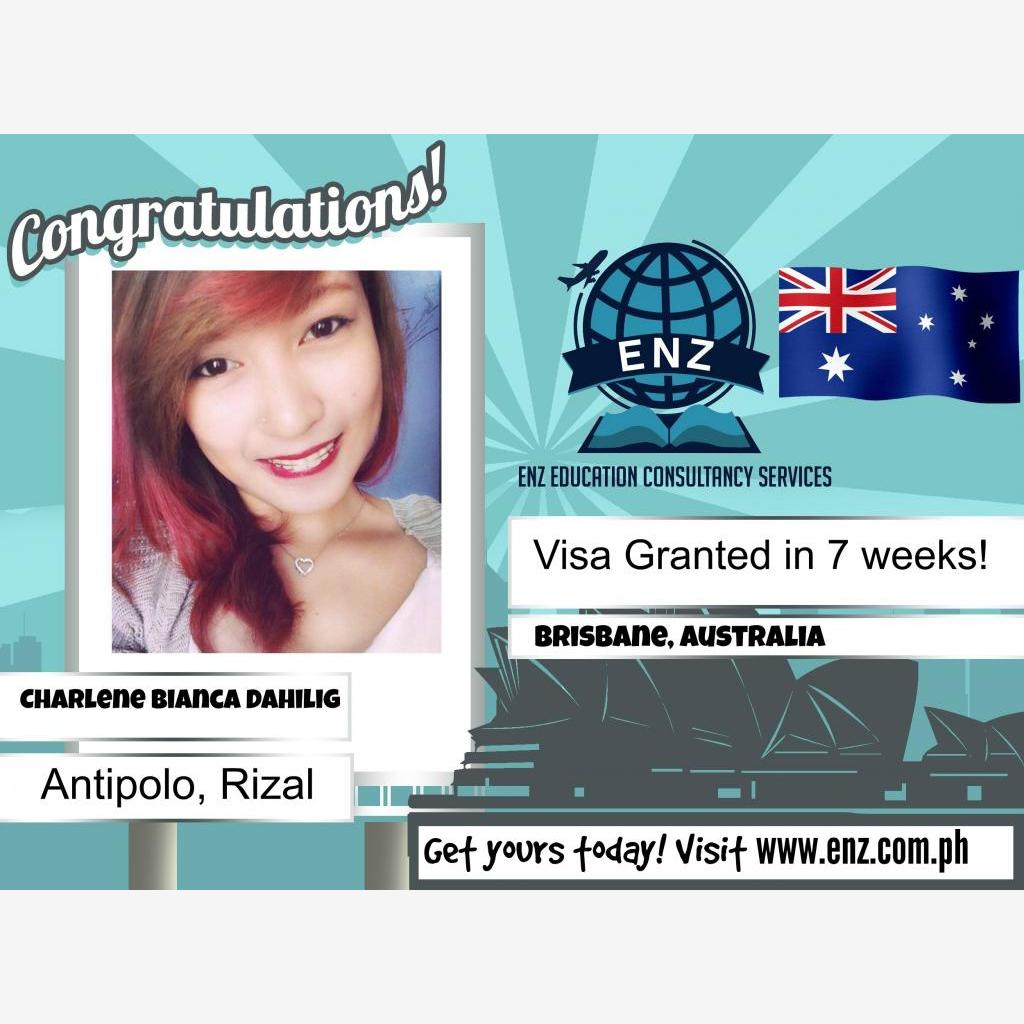 Congratulations!
ENZ
ENZ EDUCATION CONSULTANCY SERVICES
Visa Granted in 7 weeks!
BRISBANE, AUSTRALIA
CHARLENE BIANCA DAHILIG
Antipolo, Rizal
Get yours today! Visit www.enz.com.ph